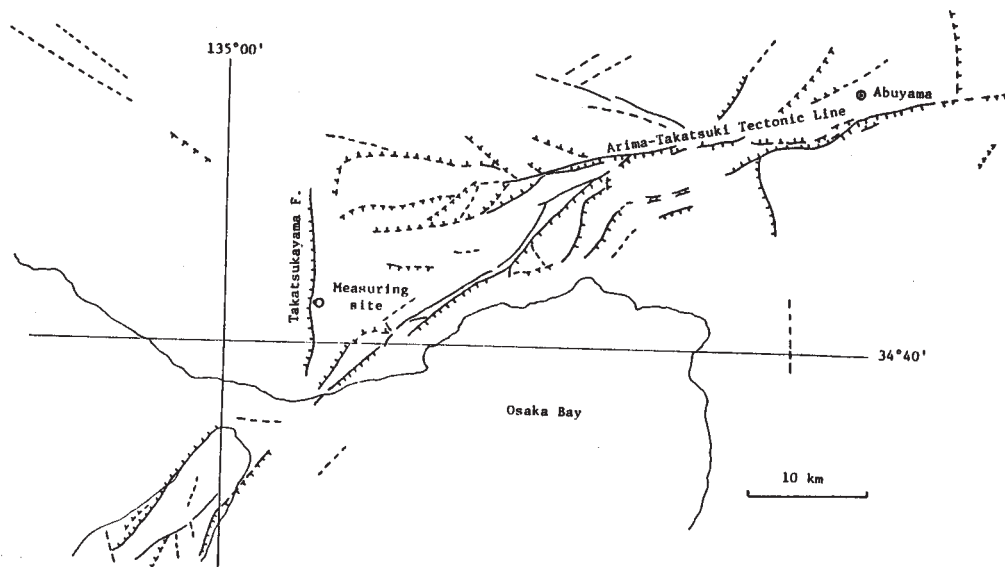 135°00'
Abuyama
Arima-Takatsuki Tectonic Line
Takatsukayama F.
Measuring
site
34°40'
Osaka Bay
10 km